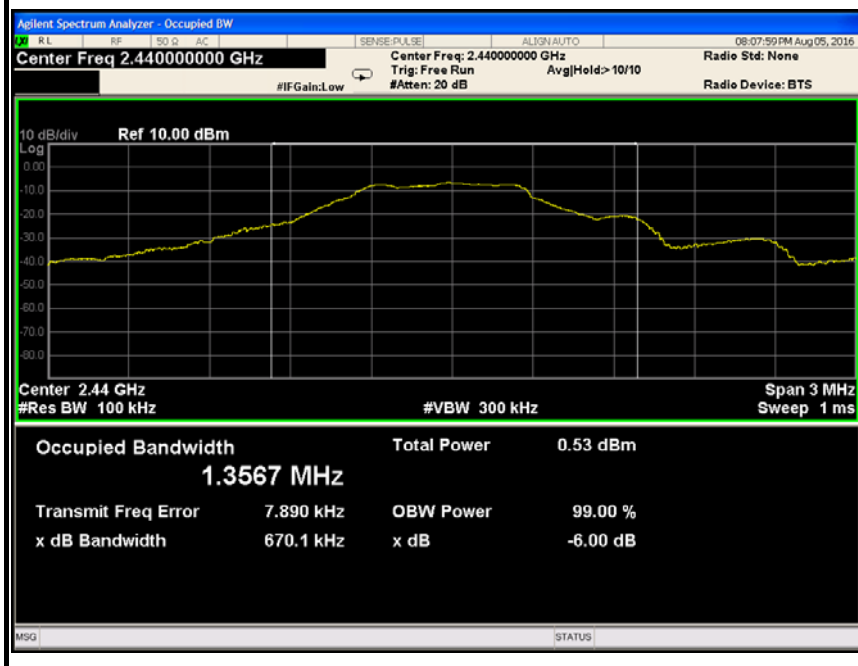 Agilent Spectrum Analyzer - Occupied BW
LXI RL RF 50 Ω AC SENSE:PULSE ALIGN AUTO 08:07:59 PM Aug 05, 2016
Center Freq 2.440000000 GHz
Center Freq: 2.440000000 GHz
Radio Std: None
Trig: Free Run
Avg|Hold:> 10/10
#IFGain:Low
#Atten: 20 dB
Radio Device: BTS
10 dB/div Ref 10.00 dBm
Log
0.00
-10.0
-20.0
-30.0
-40.0
-50.0
-60.0
-70.0
-80.0
Center 2.44 GHz
Span 3 MHz
#Res BW 100 kHz
#VBW 300 kHz
Sweep 1 ms
Occupied Bandwidth
Total Power 0.53 dBm
1.3567 MHz
Transmit Freq Error 7.890 kHz
OBW Power 99.00 %
x dB Bandwidth 670.1 kHz
x dB -6.00 dB
MSG
STATUS